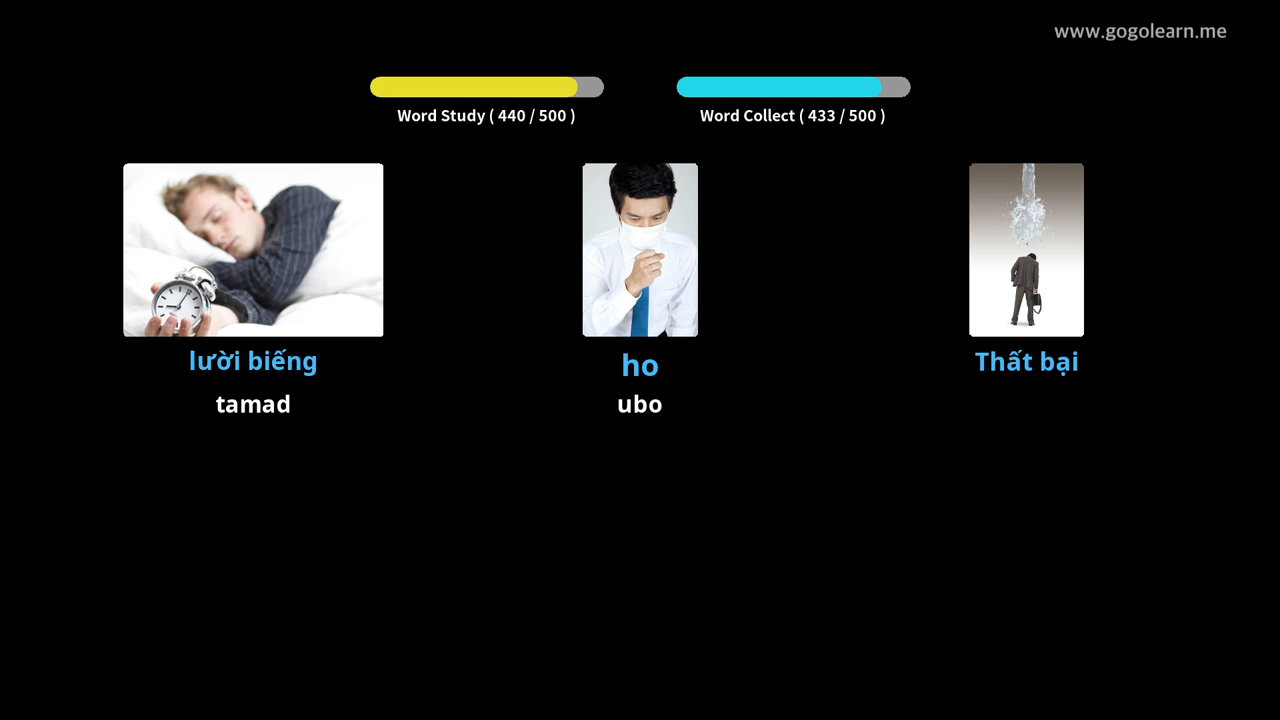 www.gogolearn.me
Word Study ( 440 / 500 )
Word Collect ( 433 / 500 )
lười biếng
tamad
ho
ubo
Thất bại